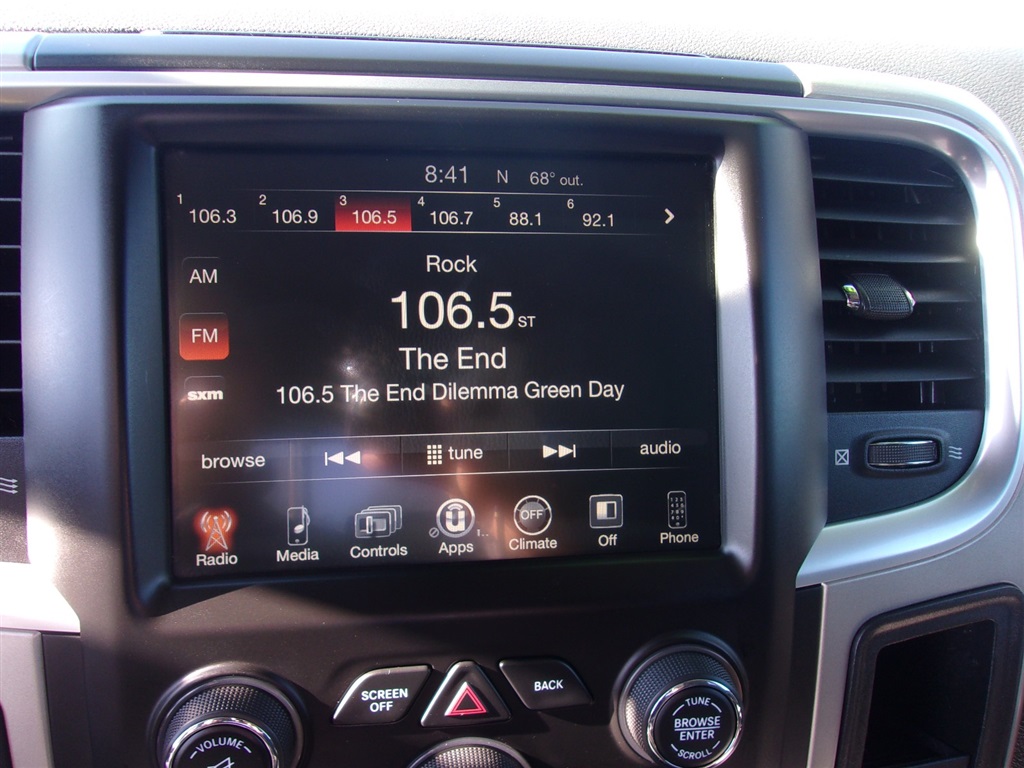 8:41 N 68° out.
1 106.3 2 106.9 3 106.5 4 106.7 5 88.1 6 92.1
Rock
AM
106.5 ST
FM
The End
sxm
106.5 The End Dilemma Green Day
browse tune audio
OFF
Radio Media Controls Apps Climate Off Phone
SCREEN OFF
BACK
VOLUME
TUNE
BROWSE
ENTER
SCROLL